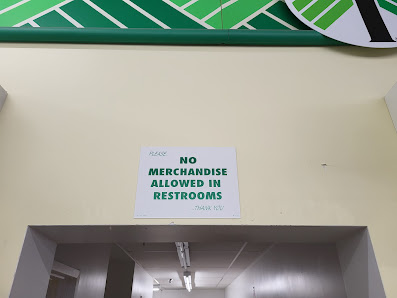 PLEASE
NO
MERCHANDISE
ALLOWED IN
RESTROOMS
THANK YOU